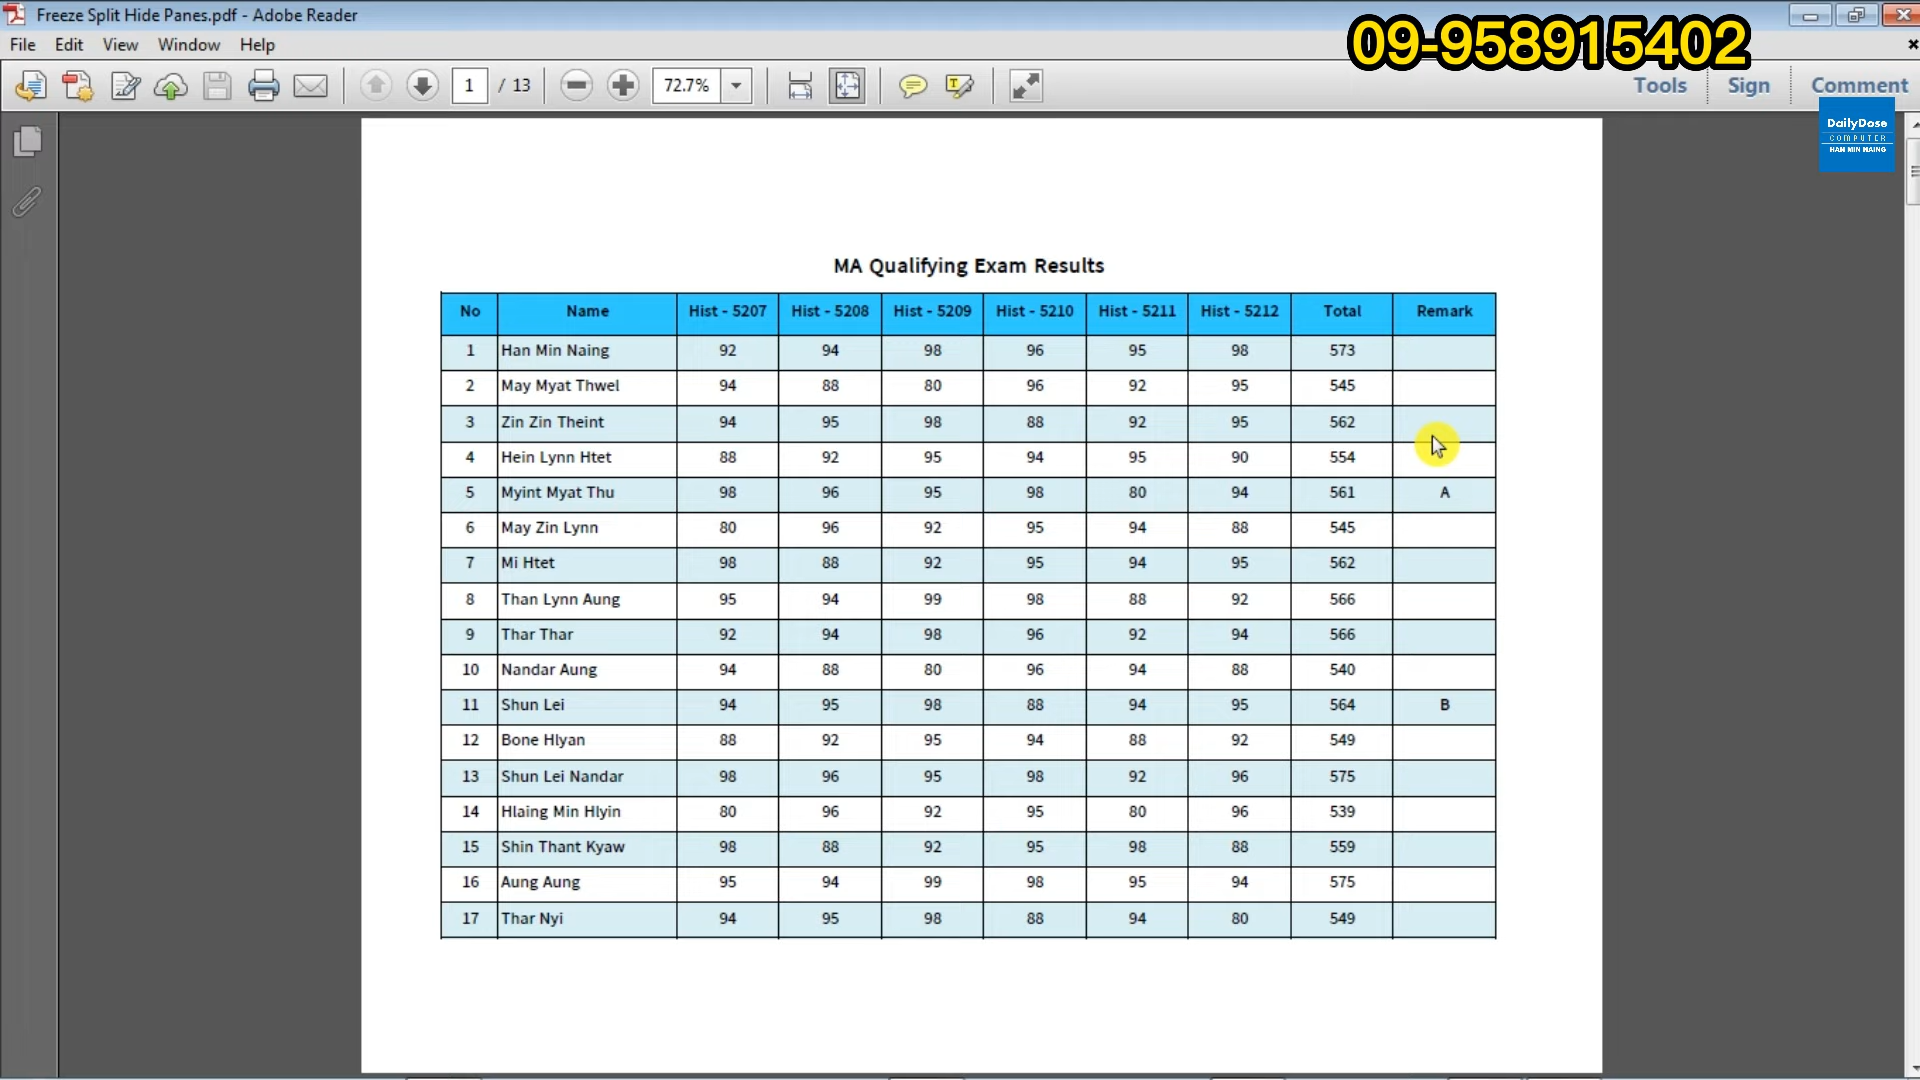 Freeze Split Hide Panes.pdf - Adobe Reader
File Edit View Window Help
09-958915402
1 / 13 72.7% Tools Sign Comment
DailyDose
COMPUTER
HAN MIN NAING
MA Qualifying Exam Results
No Name Hist - 5207 Hist - 5208 Hist - 5209 Hist - 5210 Hist - 5211 Hist - 5212 Total Remark
1 Han Min Naing 92 94 98 96 95 98 573
2 May Myat Thwel 94 88 80 96 92 95 545
3 Zin Zin Theint 94 95 98 88 92 95 562
4 Hein Lynn Htet 88 92 95 94 95 90 554
5 Myint Myat Thu 98 96 95 98 80 94 561 A
6 May Zin Lynn 80 96 92 95 94 88 545
7 Mi Htet 98 88 92 95 94 95 562
8 Than Lynn Aung 95 94 99 98 88 92 566
9 Thar Thar 92 94 98 96 92 94 566
10 Nandar Aung 94 88 80 96 94 88 540
11 Shun Lei 94 95 98 88 94 95 564 B
12 Bone Hlyan 88 92 95 94 88 92 549
13 Shun Lei Nandar 98 96 95 98 92 96 575
14 Hlaing Min Hlyin 80 96 92 95 80 96 539
15 Shin Thant Kyaw 98 88 92 95 98 88 559
16 Aung Aung 95 94 99 98 95 94 575
17 Thar Nyi 94 95 98 88 94 80 549